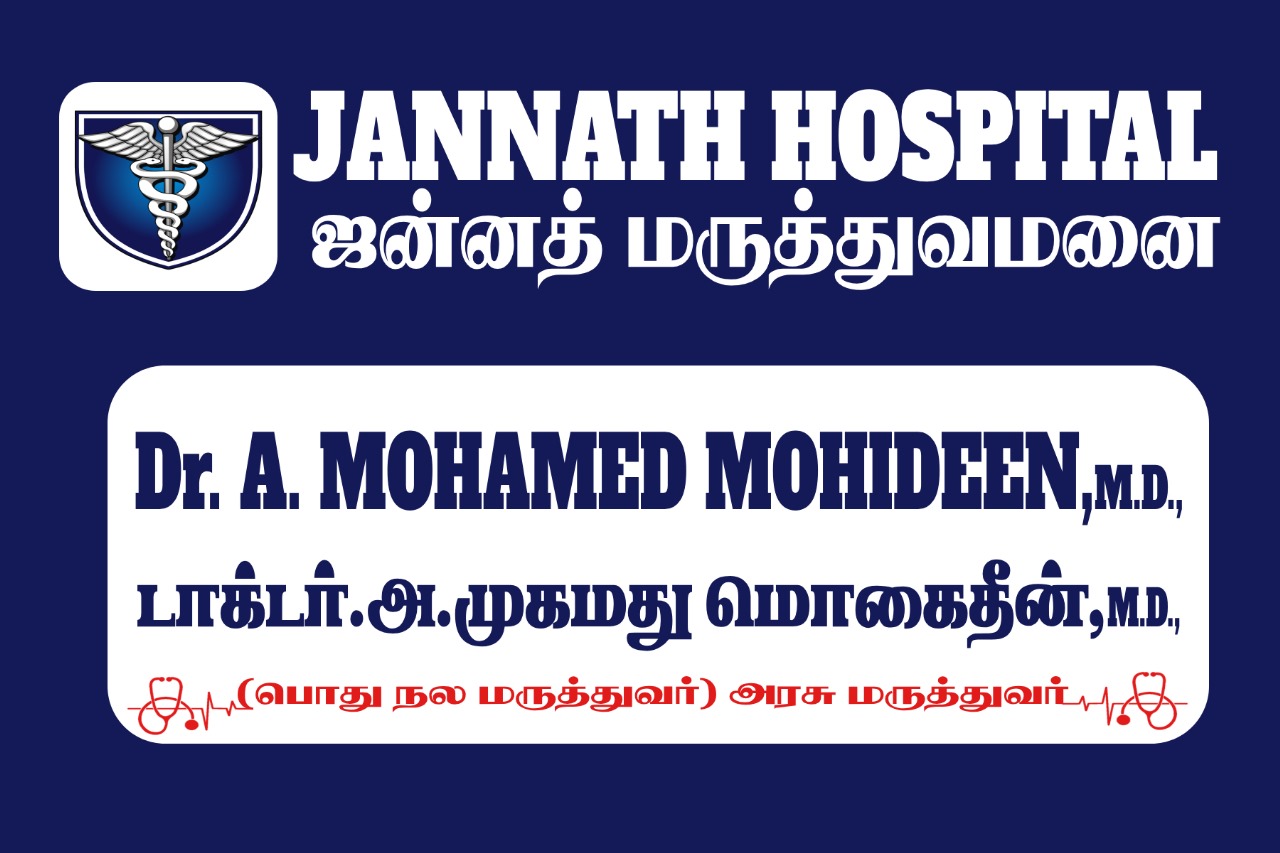 JANNATH HOSPITAL
ஜன்னத் மருத்துவமனை
Dr. A. MOHAMED MOHIDEEN,M.D.,
டாக்டர்.அ.முகமது மொகைதீன்,M.D.,
(பொது நல மருத்துவர்) அரசு மருத்துவர்